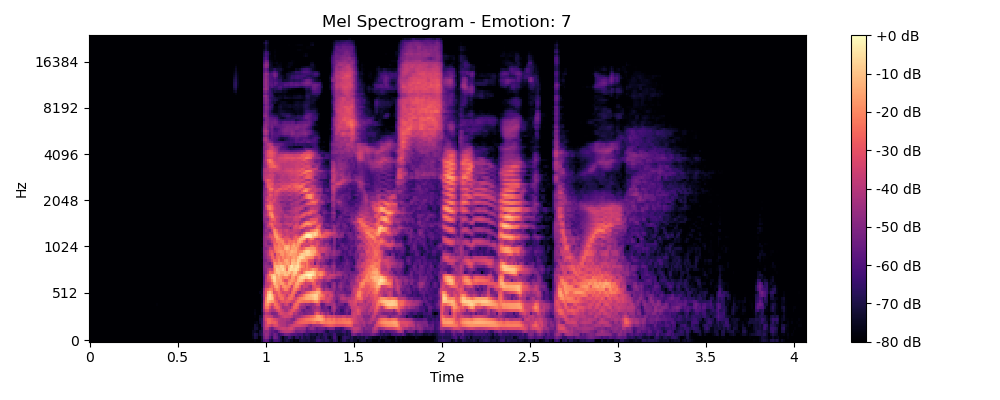 Mel Spectrogram - Emotion: 7
Hz
16384
8192
4096
2048
1024
512
0
0 0.5 1 1.5 2 2.5 3 3.5 4
Time
+0 dB
-10 dB
-20 dB
-30 dB
-40 dB
-50 dB
-60 dB
-70 dB
-80 dB